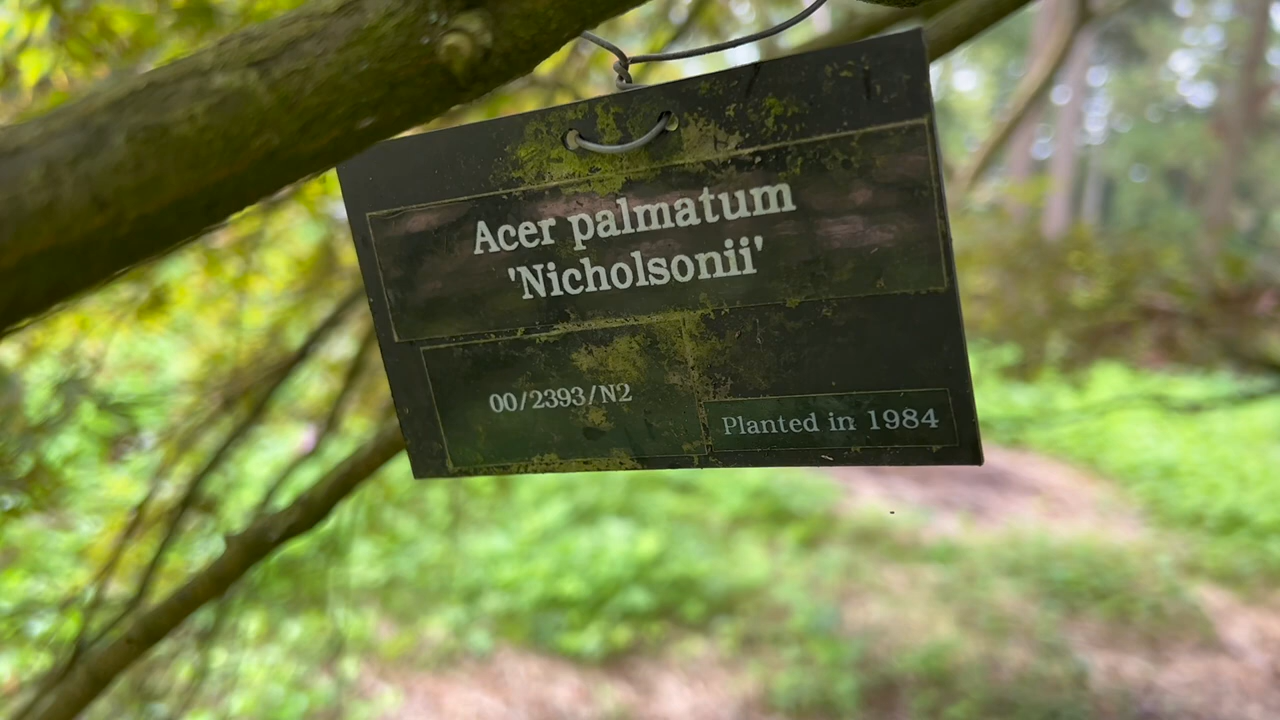 Acer palmatum
'Nicholsonii'
00/2393/N2
Planted in 1984